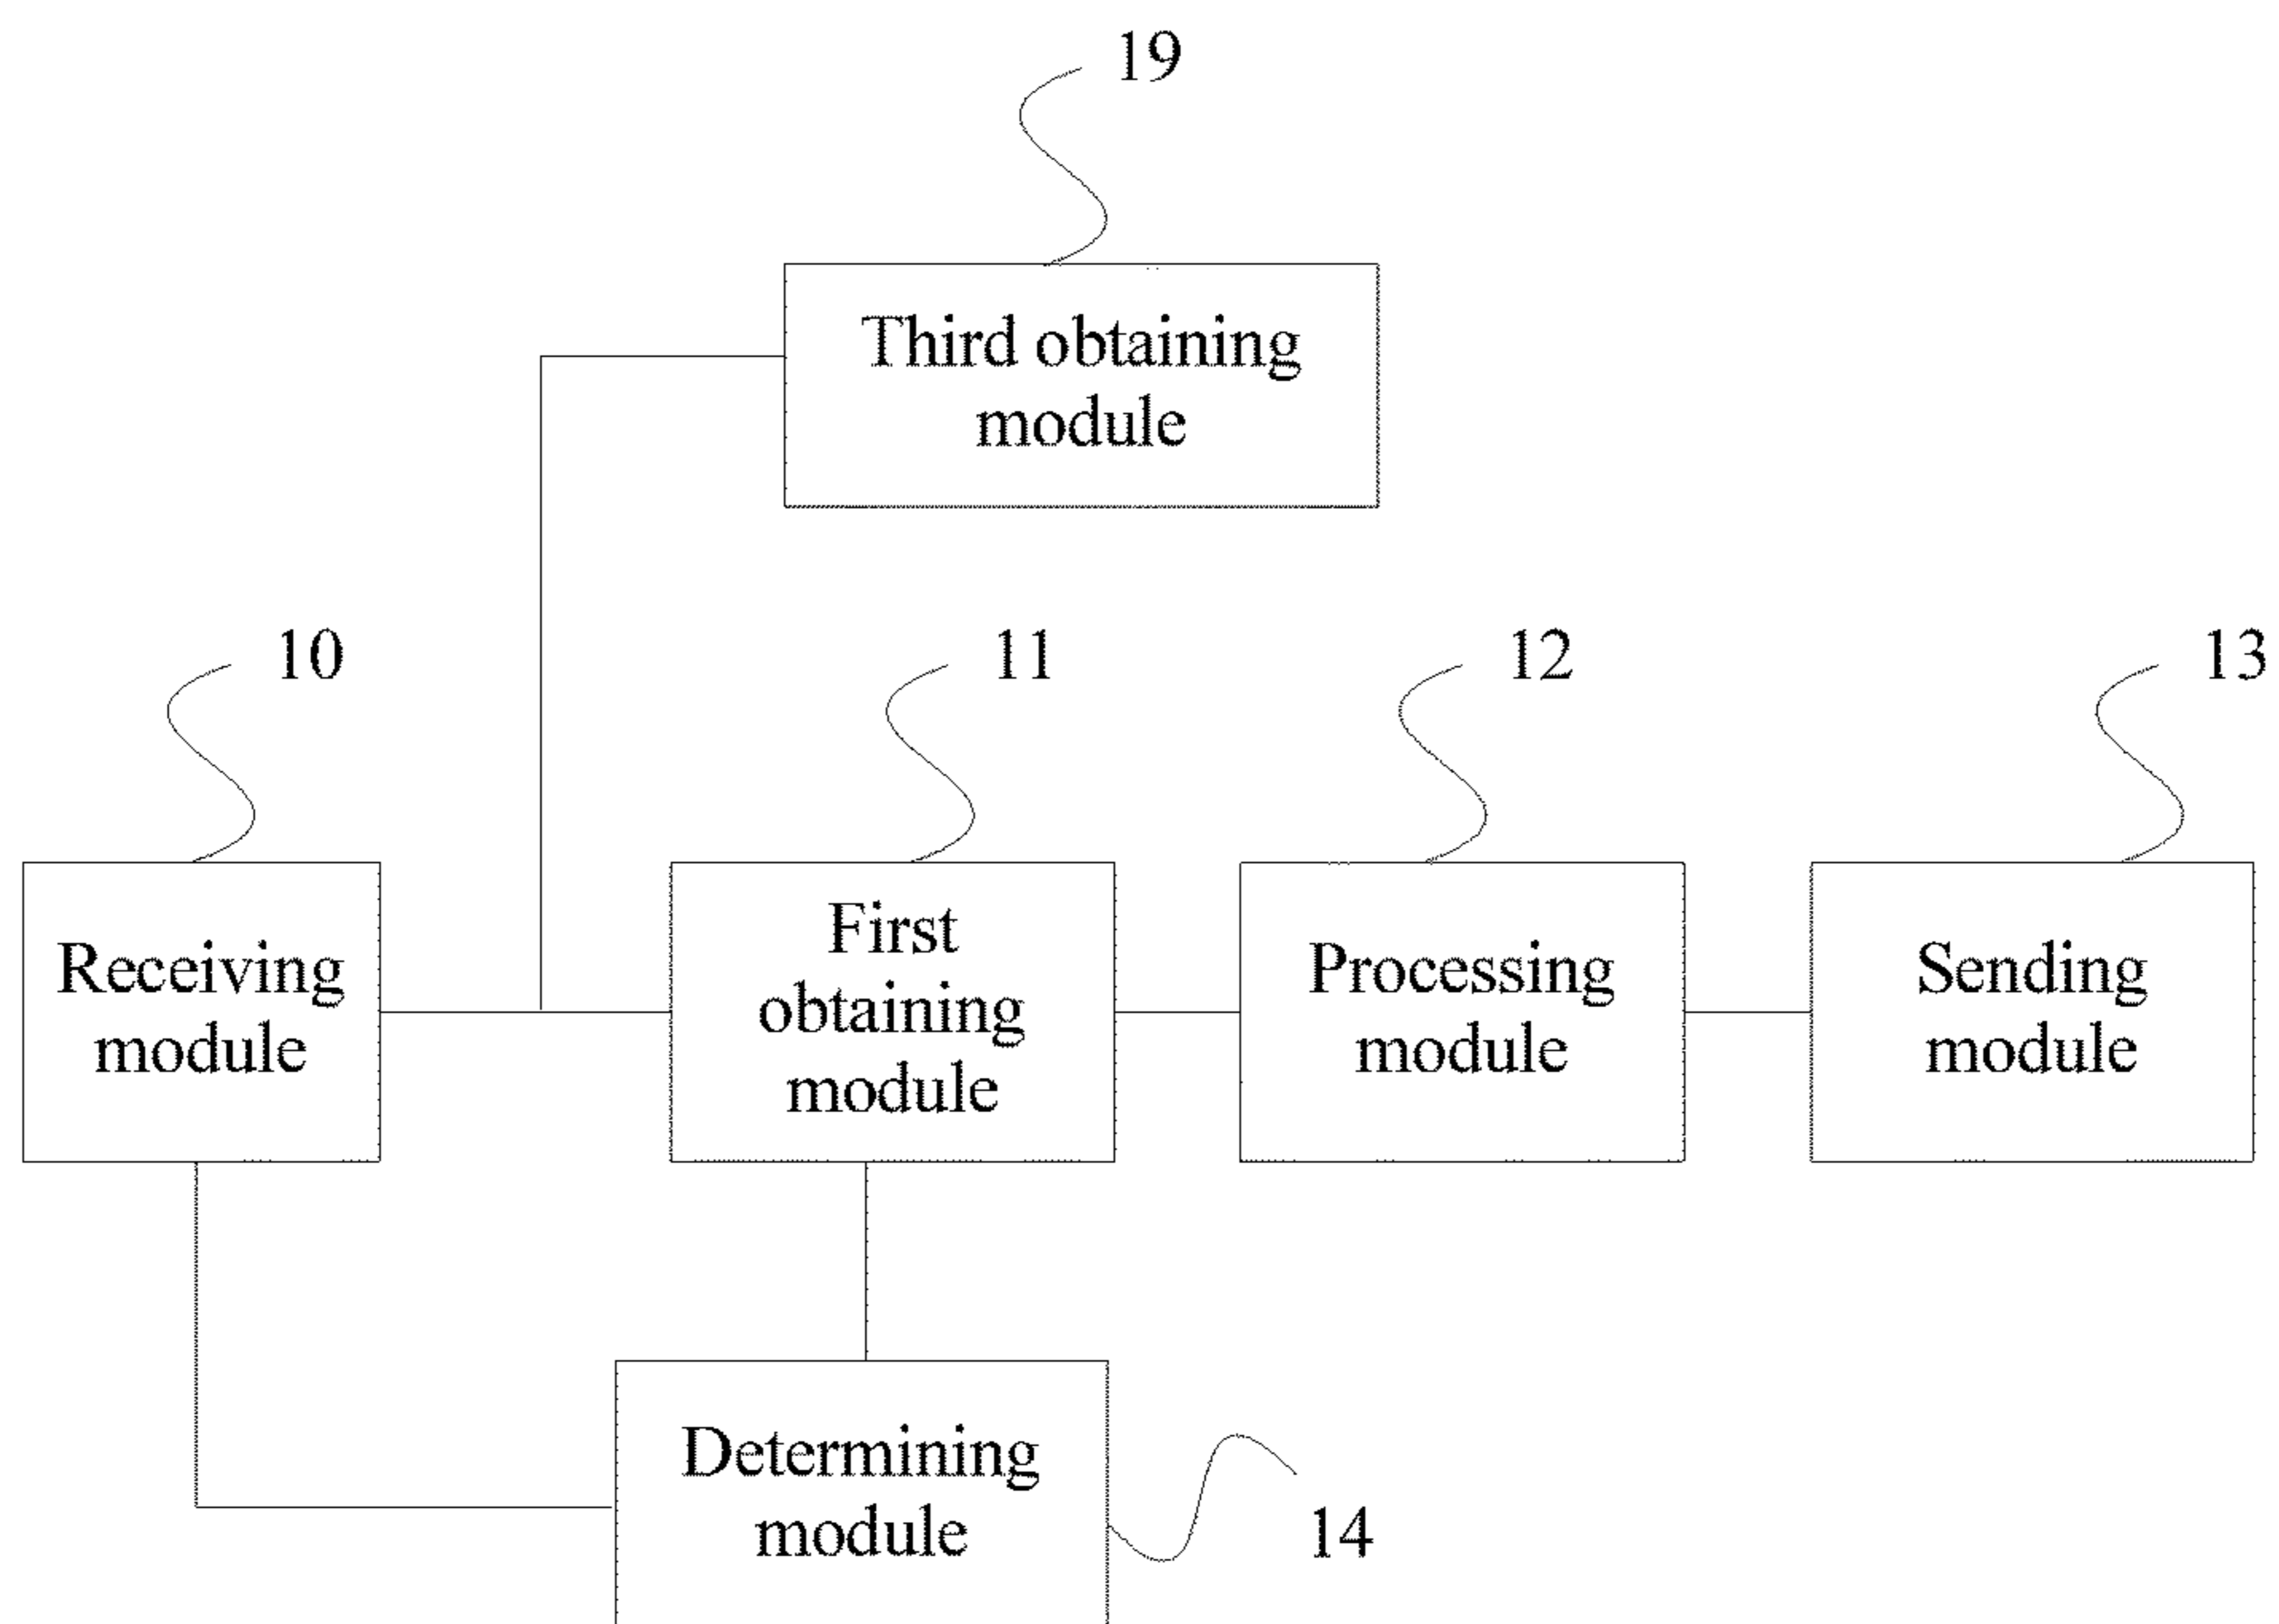 19
Third obtaining
module
10
11
12
13
Receiving
module
First
obtaining
module
Processing
module
Sending
module
Determining
module
14